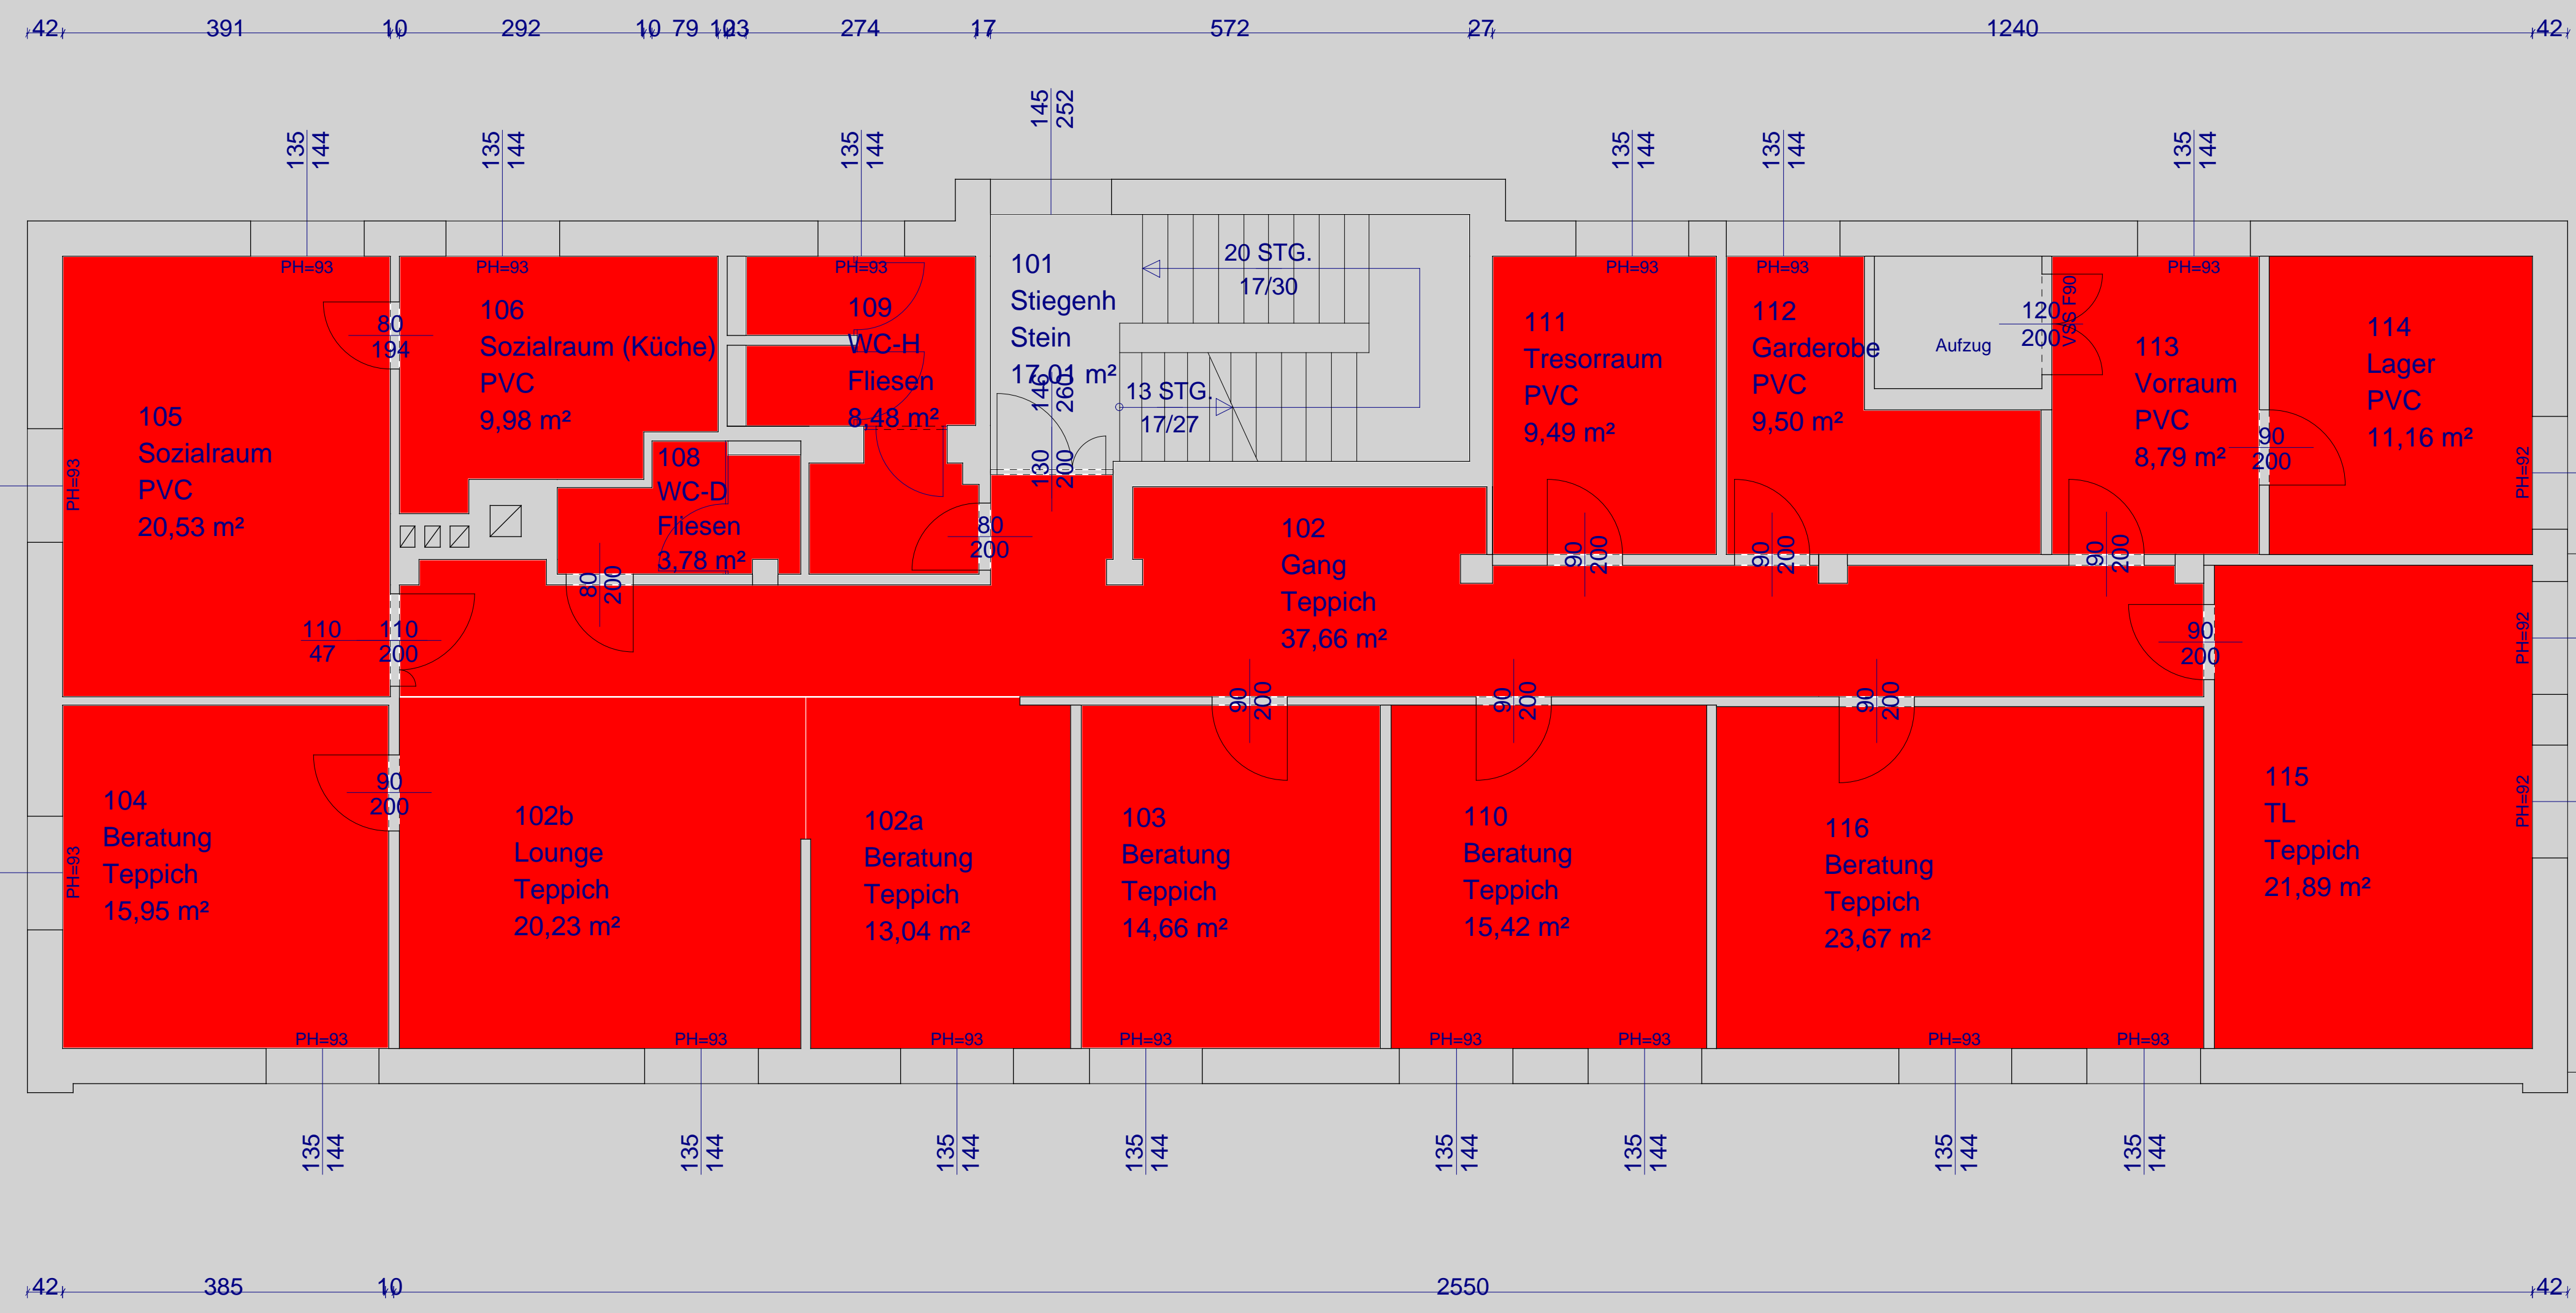 42 391 10 292 10 79 10 23 274 17 572 27 1240 42
145
252
135
144
135
144
135
144
135
144
135
144
135
144
PH=93
PH=93
PH=93
PH=93
PH=93
PH=93
101
Stiegenh
Stein
17,01 m²
20 STG.
17/30
13 STG.
17/27
146
260
130
200
105
Sozialraum
PVC
20,53 m²
PH=93
80
194
106
Sozialraum (Küche)
PVC
9,98 m²
109
WC-H
Fliesen
8,48 m²
108
WC-D
Fliesen
3,78 m²
80
200
80
200
111
Tresorraum
PVC
9,49 m²
112
Garderobe
PVC
9,50 m²
Aufzug
120
200
VSS F90
113
Vorraum
PVC
8,79 m²
90
200
114
Lager
PVC
11,16 m²
PH=92
102
Gang
Teppich
37,66 m²
90
200
90
200
90
200
110
47
110
200
90
200
PH=92
90
200
90
200
90
200
104
Beratung
Teppich
15,95 m²
PH=93
90
200
102b
Lounge
Teppich
20,23 m²
102a
Beratung
Teppich
13,04 m²
103
Beratung
Teppich
14,66 m²
110
Beratung
Teppich
15,42 m²
116
Beratung
Teppich
23,67 m²
115
TL
Teppich
21,89 m²
PH=92
PH=93
PH=93
PH=93
PH=93
PH=93
PH=93
PH=93
PH=93
135
144
135
144
135
144
135
144
135
144
135
144
135
144
135
144
42 385 10 2550 42